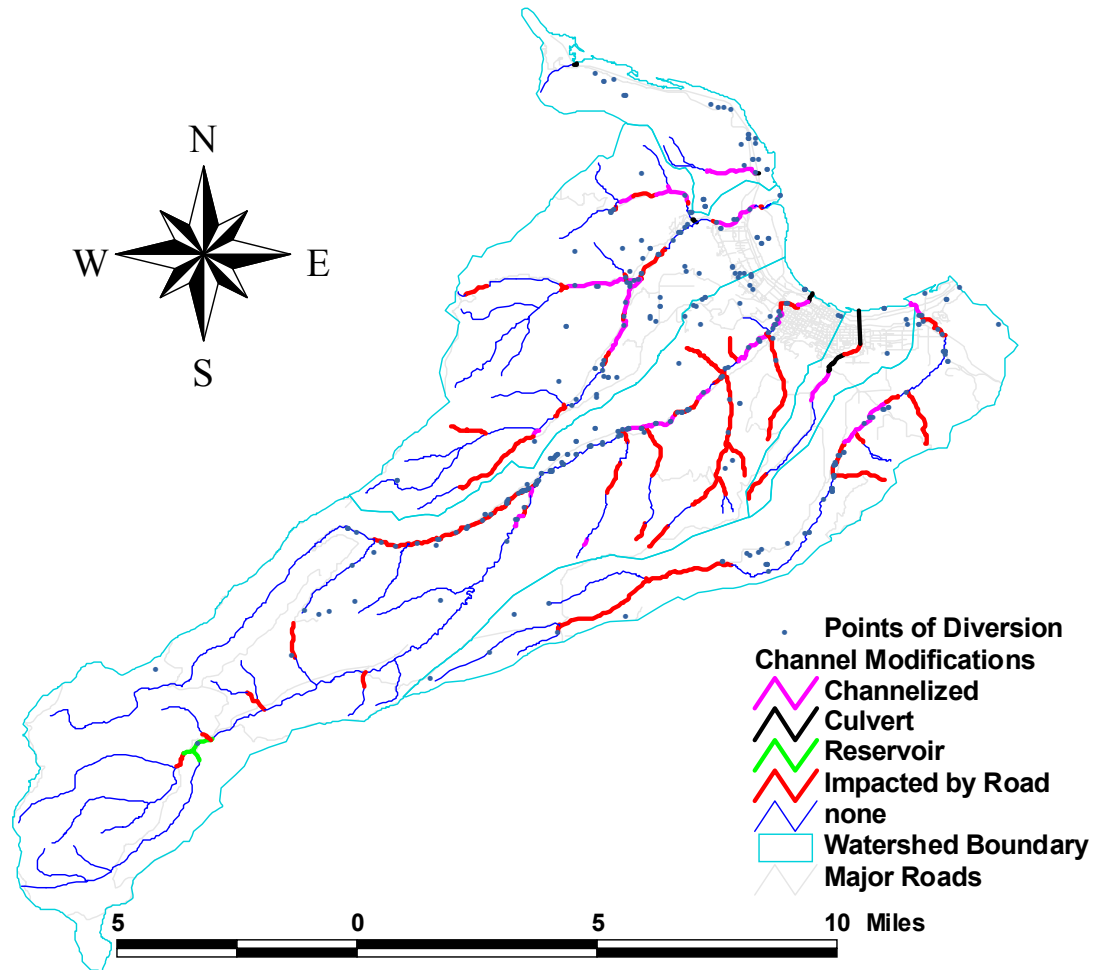 N
W
E
S
Points of Diversion
Channel Modifications
Channelized
Culvert
Reservoir
Impacted by Road
none
Watershed Boundary
Major Roads
5 0 5 10 Miles